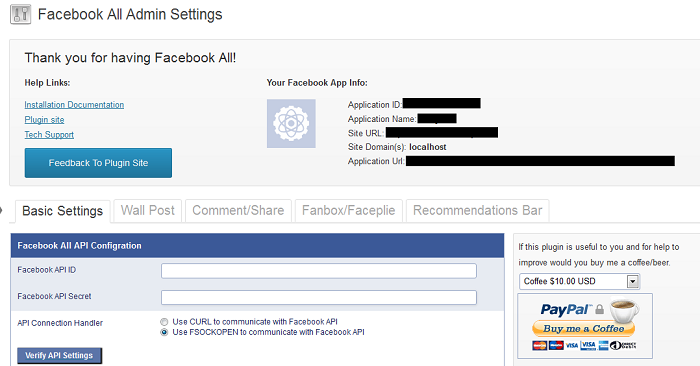 Facebook All Admin Settings
Thank you for having Facebook All!
Help Links:
Installation Documentation
Plugin site
Tech Support
Feedback To Plugin Site
Your Facebook App Info:
Application ID:
Application Name:
Site URL:
Site Domain(s): localhost
Application Url:
Basic Settings
Wall Post
Comment/Share
Fanbox/Faceplie
Recommendations Bar
Facebook All API Configration
Facebook API ID
Facebook API Secret
API Connection Handler
Use CURL to communicate with Facebook API
Use FSOCKOPEN to communicate with Facebook API
Verify API Settings
If this plugin is useful to you and for help to
improve would you buy me a coffee/beer.
Coffee $10.00 USD
PayPal
Buy me a Coffee
VISA